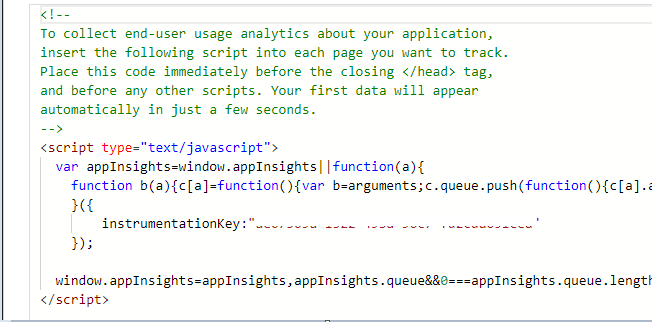 <!--
To collect end-user usage analytics about your application,
insert the following script into each page you want to track.
Place this code immediately before the closing </head> tag,
and before any other scripts. Your first data will appear
automatically in just a few seconds.
-->
<script type="text/javascript">
var appInsights=window.appInsights||function(a){
function b(a){c[a]=function(){var b=arguments;c.queue.push(function(){c[a].a
}({
instrumentationKey:"
});
window.appInsights=appInsights,appInsights.queue&&0===appInsights.queue.length
</script>